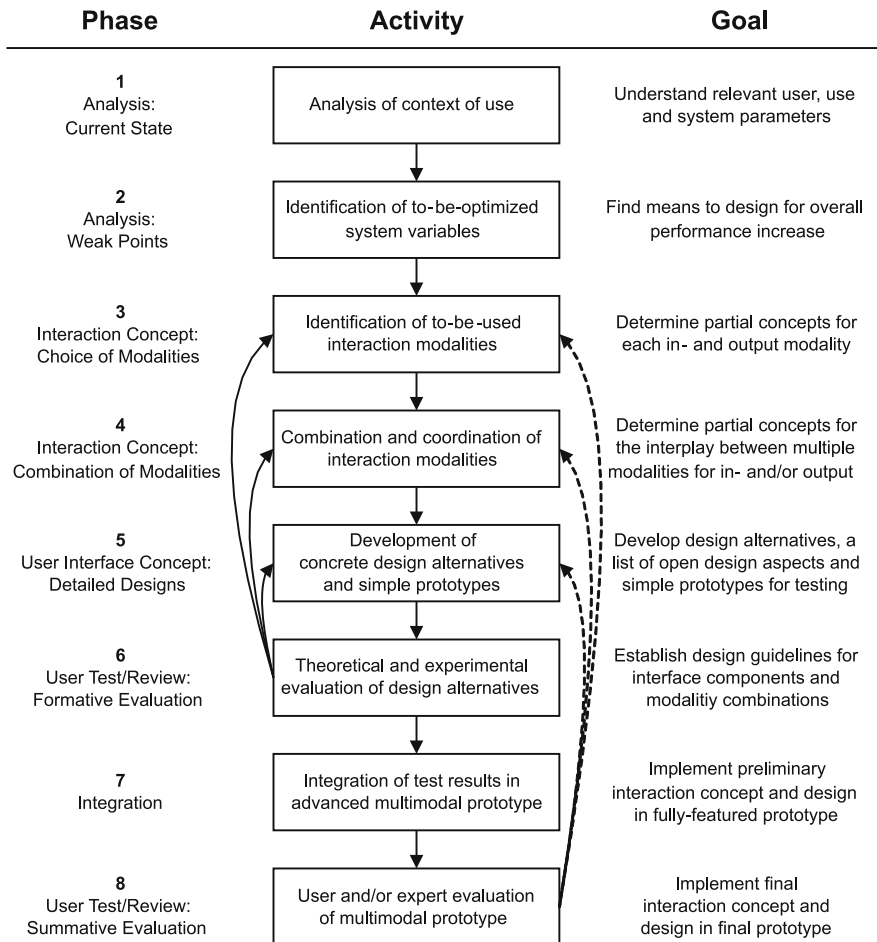 Phase
Activity
Goal
1
Analysis:
Current State
Analysis of context of use
Understand relevant user, use
and system parameters
2
Analysis:
Weak Points
Identification of to-be-optimized
system variables
Find means to design for overall
performance increase
3
Interaction Concept:
Choice of Modalities
Identification of to-be-used
interaction modalities
Determine partial concepts for
each in- and output modality
4
Interaction Concept:
Combination of Modalities
Combination and coordination of
interaction modalities
Determine partial concepts for
the interplay between multiple
modalities for in- and/or output
5
User Interface Concept:
Detailed Designs
Development of
concrete design alternatives
and simple prototypes
Develop design alternatives, a
list of open design aspects and
simple prototypes for testing
6
User Test/Review:
Formative Evaluation
Theoretical and experimental
evaluation of design alternatives
Establish design guidelines for
interface components and
modalitiy combinations
7
Integration
Integration of test results in
advanced multimodal prototype
Implement preliminary
interaction concept and design
in fully-featured prototype
8
User Test/Review:
Summative Evaluation
User and/or expert evaluation
of multimodal prototype
Implement final
interaction concept and
design in final prototype